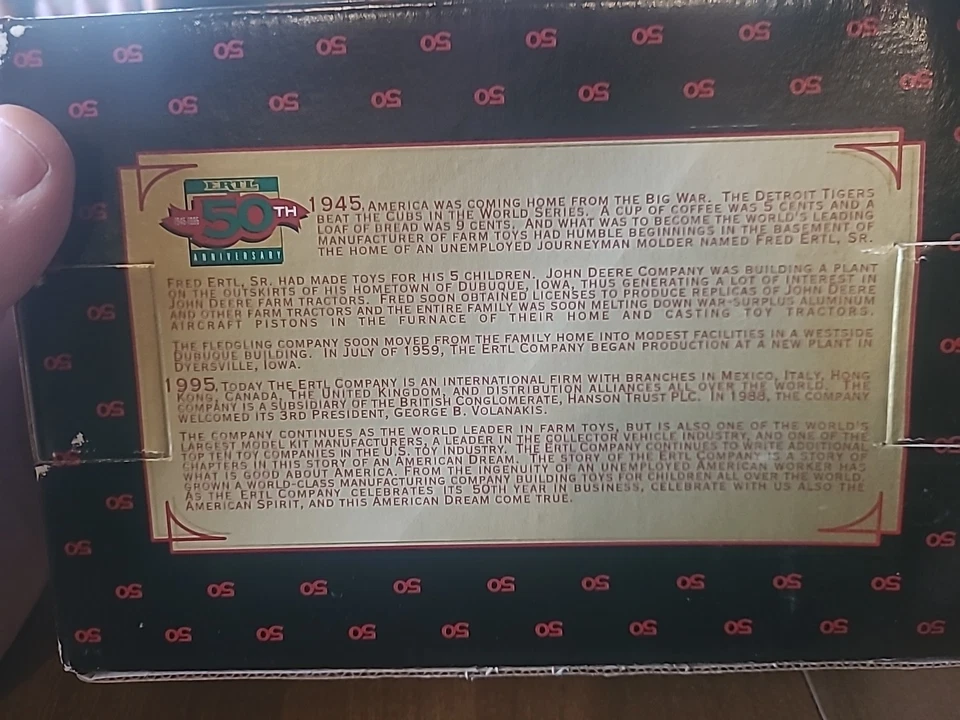 ERTL
50TH
1945-1995
ANNIVERSARY
1945, AMERICA WAS COMING HOME FROM THE BIG WAR. THE DETROIT TIGERS
BEAT THE CUBS IN THE WORLD SERIES. A CUP OF COFFEE WAS 5 CENTS AND A
LOAF OF BREAD WAS 9 CENTS. AND WHAT WAS TO BECOME THE WORLD'S LEADING
MANUFACTURER OF FARM TOYS HAD HUMBLE BEGINNINGS IN THE BASEMENT OF
THE HOME OF AN UNEMPLOYED JOURNEYMAN MOLDER NAMED FRED ERTL, SR.
FRED ERTL, SR. HAD MADE TOYS FOR HIS 5 CHILDREN. JOHN DEERE COMPANY WAS BUILDING A PLANT
ON THE OUTSKIRTS OF HIS HOMETOWN OF DUBUQUE, IOWA, THUS GENERATING A LOT OF INTEREST IN
JOHN DEERE FARM TRACTORS. FRED SOON OBTAINED LICENSES TO PRODUCE REPLICAS OF JOHN DEERE
AND OTHER FARM TRACTORS AND THE ENTIRE FAMILY WAS SOON MELTING DOWN WAR-SURPLUS ALUMINUM
AIRCRAFT PISTONS IN THE FURNACE OF THEIR HOME AND CASTING TOY TRACTORS.
THE FLEDGLING COMPANY SOON MOVED FROM THE FAMILY HOME INTO MODEST FACILITIES IN A WESTSIDE
DUBUQUE BUILDING. IN JULY OF 1959, THE ERTL COMPANY BEGAN PRODUCTION AT A NEW PLANT IN
DYERSVILLE, IOWA.
1995, TODAY THE ERTL COMPANY IS AN INTERNATIONAL FIRM WITH BRANCHES IN MEXICO, ITALY, HONG
KONG, CANADA, THE UNITED KINGDOM, AND DISTRIBUTION ALLIANCES ALL OVER THE WORLD. THE
COMPANY IS A SUBSIDIARY OF THE BRITISH CONGLOMERATE, HANSON TRUST PLC. IN 1988, THE COMPANY
WELCOMED ITS 3RD PRESIDENT, GEORGE B. VOLANAKIS.
THE COMPANY CONTINUES AS THE WORLD LEADER IN FARM TOYS, BUT IS ALSO ONE OF THE WORLD'S
LARGEST MODEL KIT MANUFACTURERS, A LEADER IN THE COLLECTOR VEHICLE INDUSTRY, AND ONE OF THE
TOP TEN TOY COMPANIES IN THE U.S. TOY INDUSTRY. THE ERTL COMPANY CONTINUES TO WRITE ADDITIONAL
CHAPTERS IN THIS STORY OF AN AMERICAN DREAM. THE STORY OF THE ERTL COMPANY IS A STORY OF
WHAT IS GOOD ABOUT AMERICA. FROM THE INGENUITY OF AN UNEMPLOYED AMERICAN WORKER HAS
GROWN A WORLD-CLASS MANUFACTURING COMPANY BUILDING TOYS FOR CHILDREN ALL OVER THE WORLD.
AS THE ERTL COMPANY CELEBRATES ITS 50TH YEAR IN BUSINESS, CELEBRATE WITH US ALSO THE
AMERICAN SPIRIT, AND THIS AMERICAN DREAM COME TRUE.